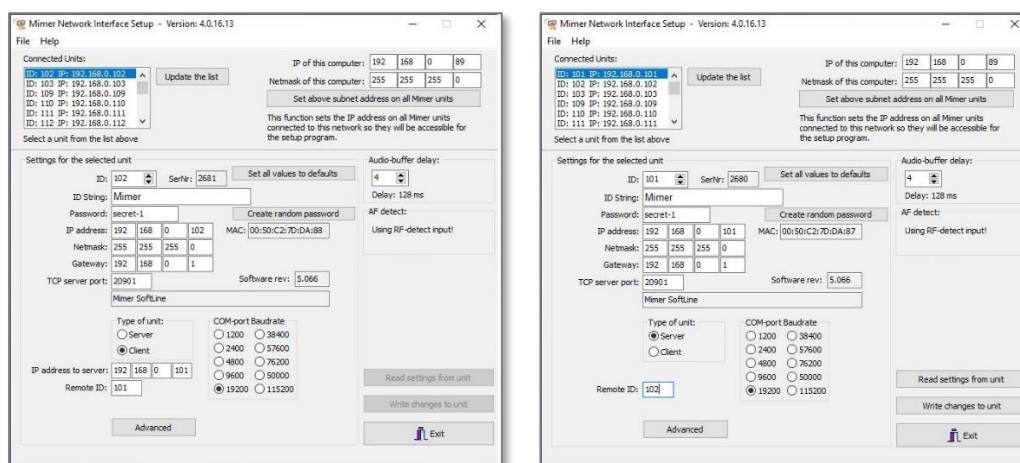 Mimer Network Interface Setup - Version: 4.0.16.13
File Help
Connected Units:
ID: 102 IP: 192.168.0.102
ID: 103 IP: 192.168.0.103
ID: 109 IP: 192.168.0.109
ID: 110 IP: 192.168.0.110
ID: 111 IP: 192.168.0.111
ID: 112 IP: 192.168.0.112
Update the list
IP of this computer: 192 168 0 89
Netmask of this computer: 255 255 255 0
Set above subnet address on all Mimer units
This function sets the IP address on all Mimer units
connected to this network so they will be accessible for
the setup program.
Select a unit from the list above
Settings for the selected unit
ID: 102 SerNr: 2681 Set all values to defaults
ID String: Mimer
Password: secret-1 Create random password
IP address: 192 168 0 102 MAC: 00:50:C2:7D:DA:88
Netmask: 255 255 255 0
Gateway: 192 168 0 1
TCP server port: 20901 Software rev: 5.066
Mimer SoftLine
Type of unit:
Server
Client
COM-port Baudrate
1200 38400
2400 57600
4800 76200
9600 50000
19200 115200
IP address to server: 192 168 0 101
Remote ID: 101
Advanced
Audio-buffer delay:
4
Delay: 128 ms
AF detect:
Using RF-detect input!
Read settings from unit
Write changes to unit
Exit
Mimer Network Interface Setup - Version: 4.0.16.13
File Help
Connected Units:
ID: 101 IP: 192.168.0.101
ID: 102 IP: 192.168.0.102
ID: 103 IP: 192.168.0.103
ID: 109 IP: 192.168.0.109
ID: 110 IP: 192.168.0.110
ID: 111 IP: 192.168.0.111
Update the list
IP of this computer: 192 168 0 89
Netmask of this computer: 255 255 255 0
Set above subnet address on all Mimer units
This function sets the IP address on all Mimer units
connected to this network so they will be accessible for
the setup program.
Select a unit from the list above
Settings for the selected unit
ID: 101 SerNr: 2680 Set all values to defaults
ID String: Mimer
Password: secret-1 Create random password
IP address: 192 168 0 101 MAC: 00:50:C2:7D:DA:87
Netmask: 255 255 255 0
Gateway: 192 168 0 1
TCP server port: 20901 Software rev: 5.066
Mimer SoftLine
Type of unit:
Server
Client
COM-port Baudrate
1200 38400
2400 57600
4800 76200
9600 50000
19200 115200
Remote ID: 102
Advanced
Audio-buffer delay:
4
Delay: 128 ms
AF detect:
Using RF-detect input!
Read settings from unit
Write changes to unit
Exit